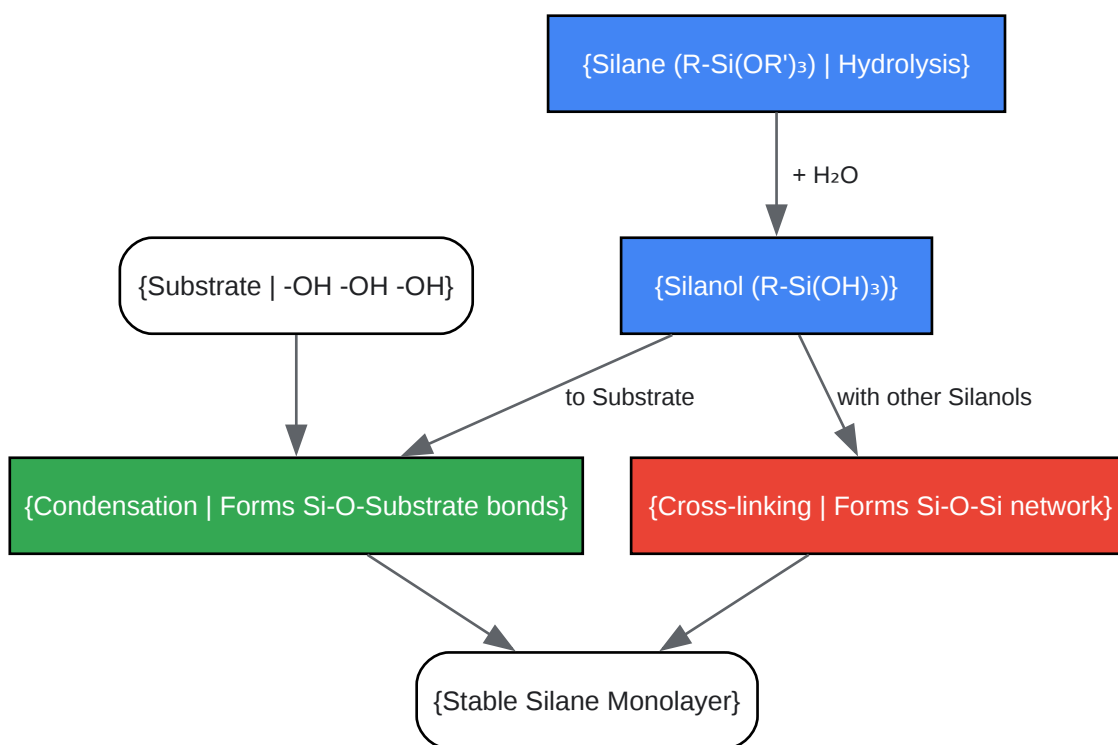 {Silane (R-Si(OR')₃) | Hydrolysis}
+ H₂O
{Substrate | -OH -OH -OH}
{Silanol (R-Si(OH)₃)}
to Substrate
with other Silanols
{Condensation | Forms Si-O-Substrate bonds}
{Cross-linking | Forms Si-O-Si network}
{Stable Silane Monolayer}